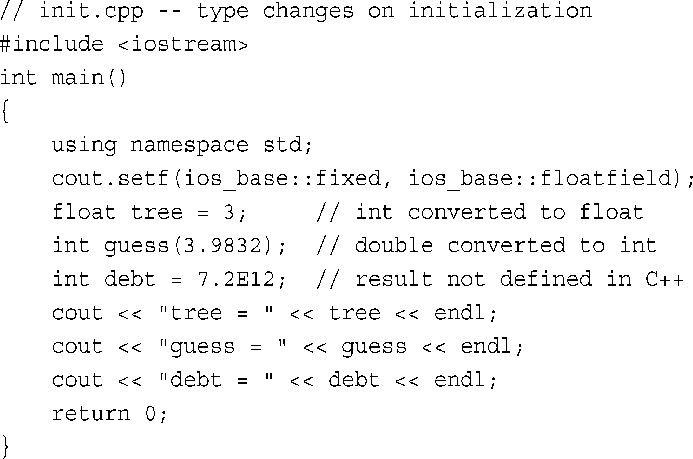 // init.cpp -- type changes on initialization
#include <iostream>
int main()
{
    using namespace std;
    cout.setf(ios_base::fixed, ios_base::floatfield);
    float tree = 3;     // int converted to float
    int guess(3.9832);  // double converted to int
    int debt = 7.2E12;  // result not defined in C++
    cout << "tree = " << tree << endl;
    cout << "guess = " << guess << endl;
    cout << "debt = " << debt << endl;
    return 0;
}